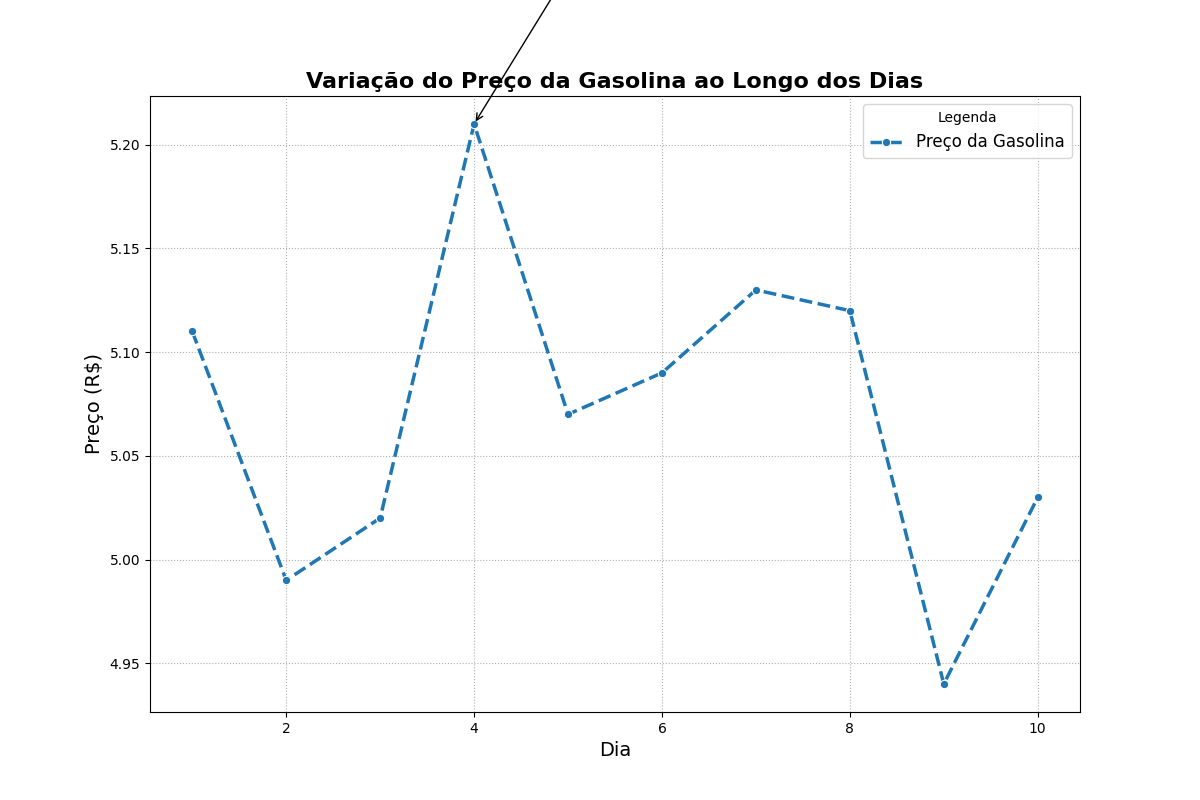 Variação do Preço da Gasolina ao Longo dos Dias
Legenda
Preço da Gasolina
5.20
5.15
5.10
5.05
5.00
4.95
Preço (R$)
2 4 6 8 10
Dia